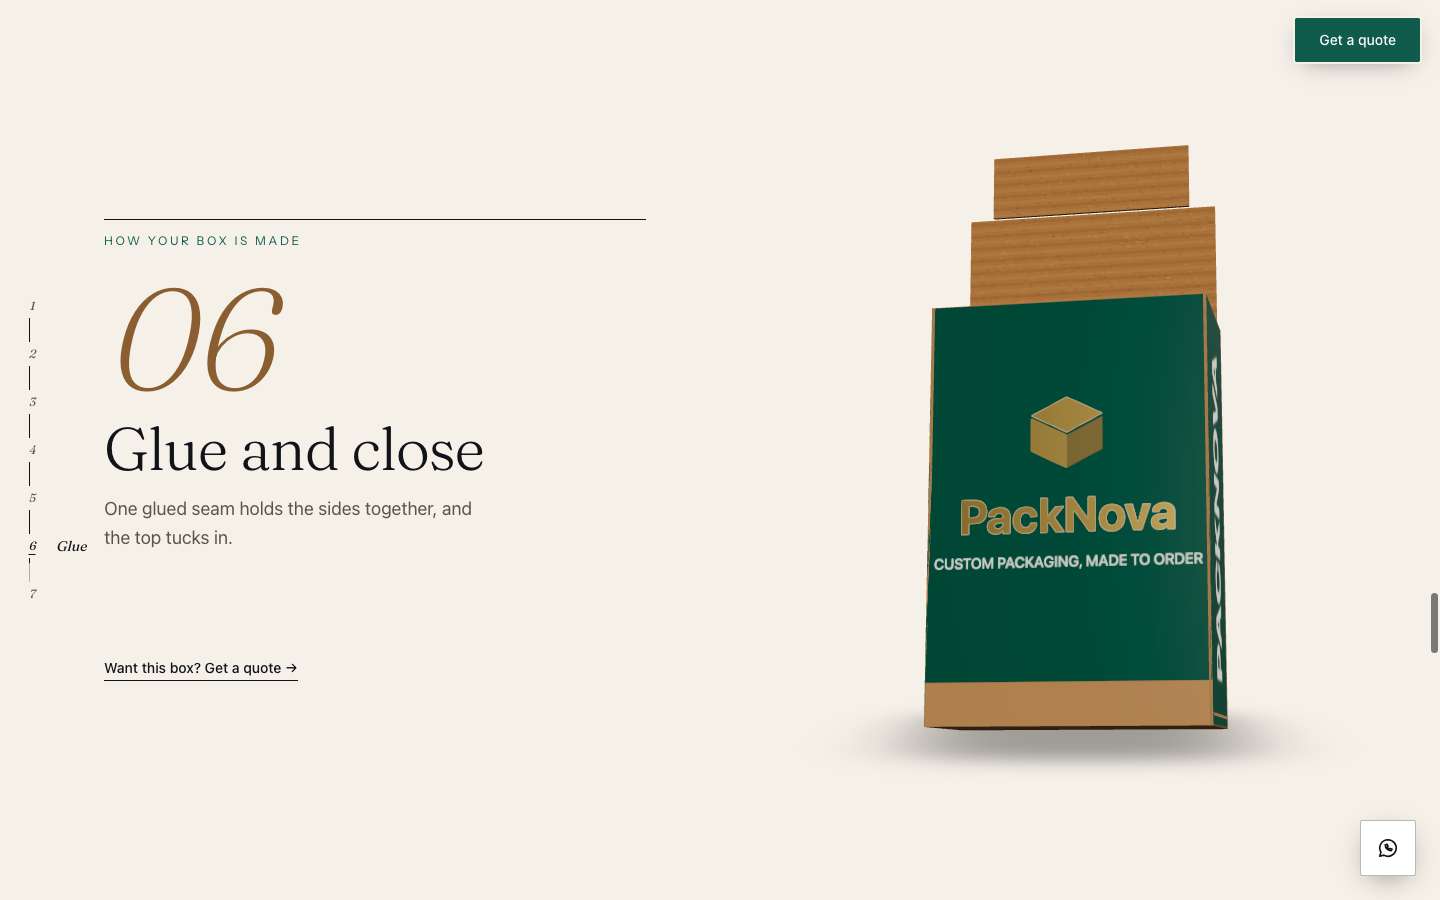 Get a quote
HOW YOUR BOX IS MADE
06
Glue and close
One glued seam holds the sides together, and
the top tucks in.
Want this box? Get a quote →
1
2
3
4
5
6 Glue
7
PackNova
CUSTOM PACKAGING, MADE TO ORDER
PACKNOVA